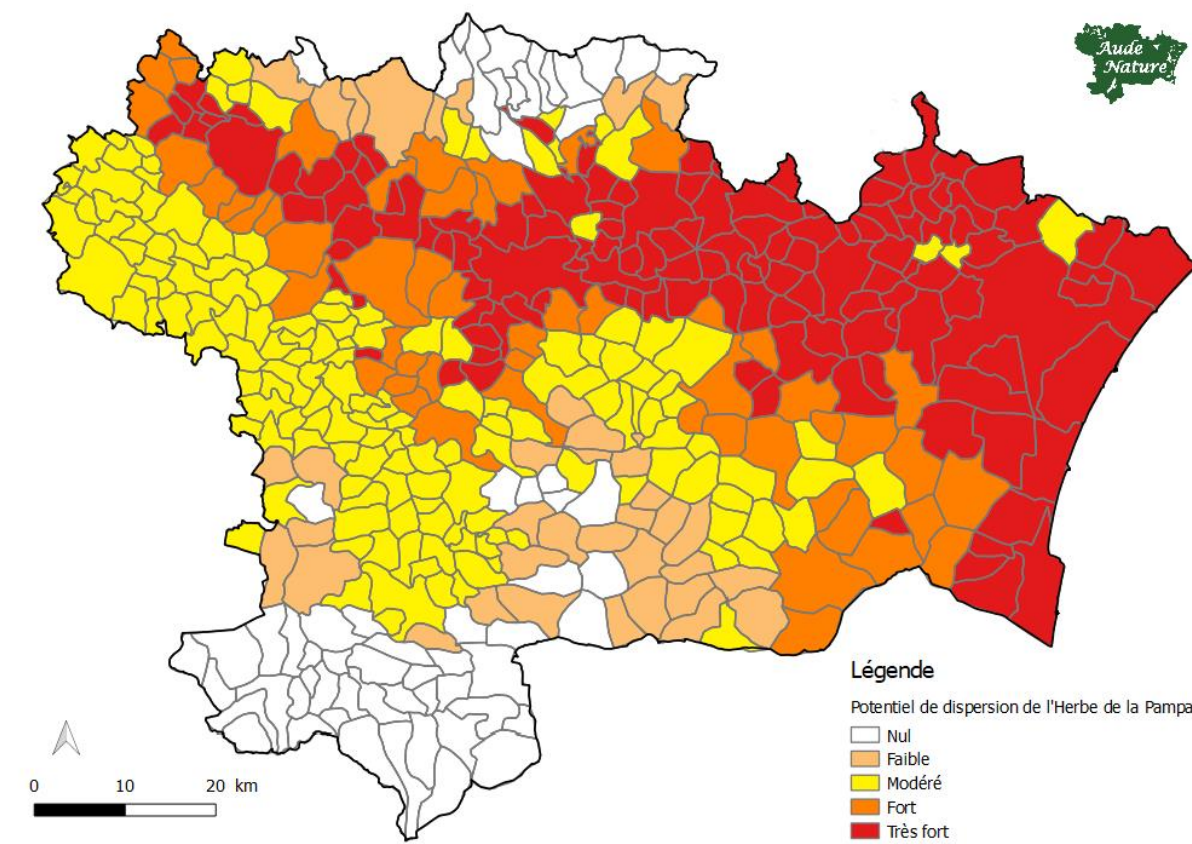 Aude
Nature
Légende
Potentiel de dispersion de l'Herbe de la Pampa
Nul
Faible
Modéré
Fort
Très fort
0 10 20 km